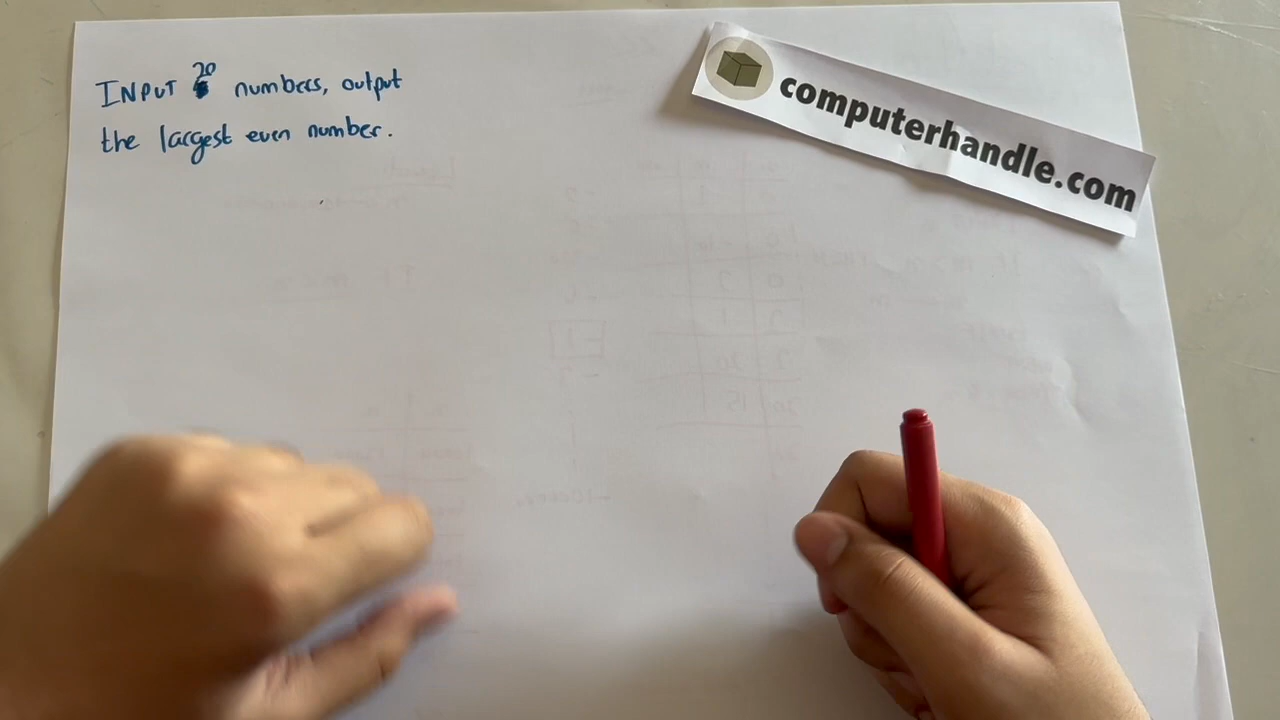 INPUT 20 numbers, output
the largest even number.
computerhandle.com